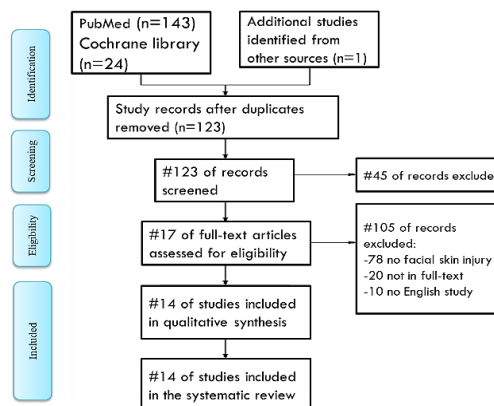 PubMed (n=143)
Cochrane library
(n=24)
Additional studies
identified from
other sources (n=1)
Identification
Study records after duplicates
removed (n=123)
Screening
#123 of records
screened
#45 of records exclude
Eligibility
#17 of full-text articles
assessed for eligibility
#105 of records
excluded:
-78 no facial skin injury
-20 not in full-text
-10 no English study
Included
#14 of studies included
in qualitative synthesis
#14 of studies included
in the systematic review